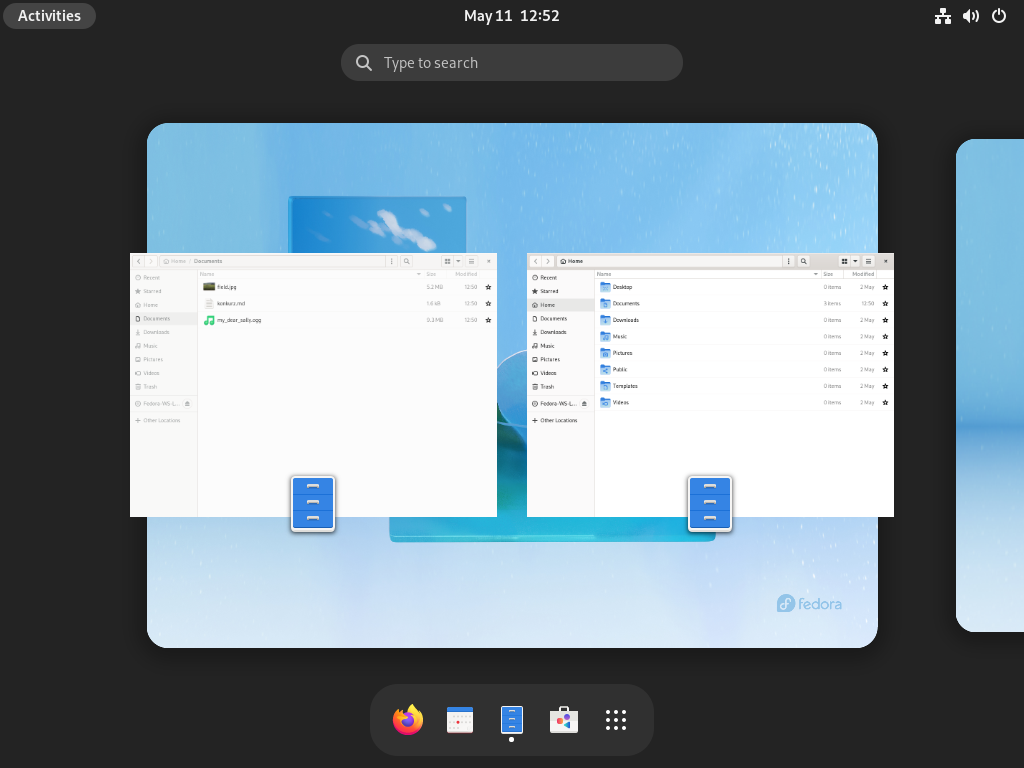 Activities
May 11 12:52
Type to search
Home / Documents
Recent
Starred
Home
Documents
Downloads
Music
Pictures
Videos
Trash
Fedora-WS-L...
Other Locations
Name Size Modified
field.jpg 5.2 MB 12:50
konkurz.md 1.6 kB 12:50
my_dear_sally.ogg 12:50
Home
Recent
Starred
Home
Documents
Downloads
Music
Pictures
Videos
Trash
Fedora-WS-L...
Other Locations
Name Size Modified
Desktop 0 items 2 May
Documents 3 items 12:50
Downloads 0 items 2 May
Music 0 items 2 May
Pictures 0 items 2 May
Public 0 items 2 May
Templates 0 items 2 May
Videos 0 items 2 May
fedora